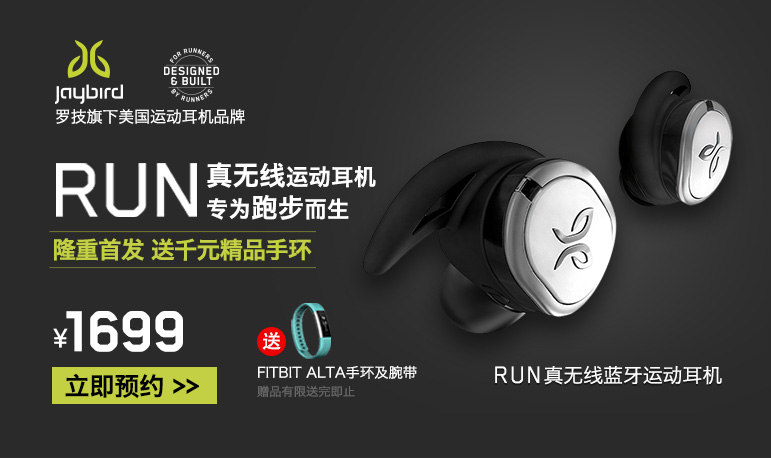 Jaybird
FOR RUNNERS
DESIGNED
& BUILT
BY RUNNERS
罗技旗下美国运动耳机品牌
RUN
真无线运动耳机
专为跑步而生
隆重首发 送千元精品手环
¥1699
立即预约 >>
送
FITBIT ALTA手环及腕带
赠品有限送完即止
RUN真无线蓝牙运动耳机